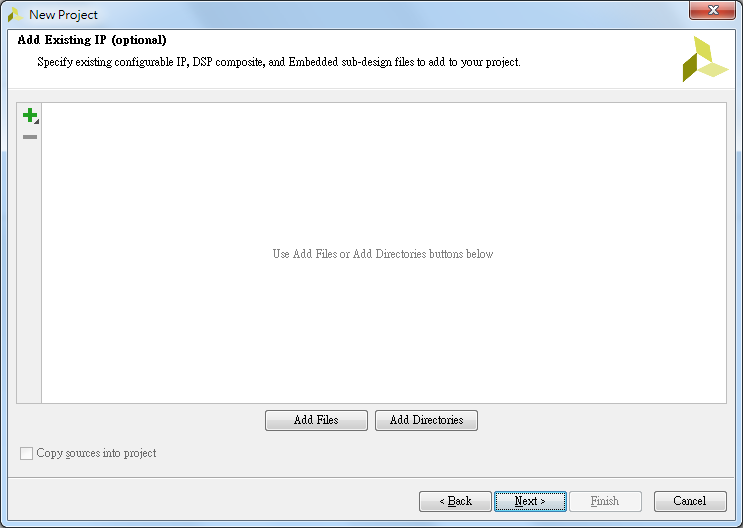 New Project
Add Existing IP (optional)
Specify existing configurable IP, DSP composite, and Embedded sub-design files to add to your project.
Use Add Files or Add Directories buttons below
Add Files
Add Directories
Copy sources into project
< Back
Next >
Finish
Cancel